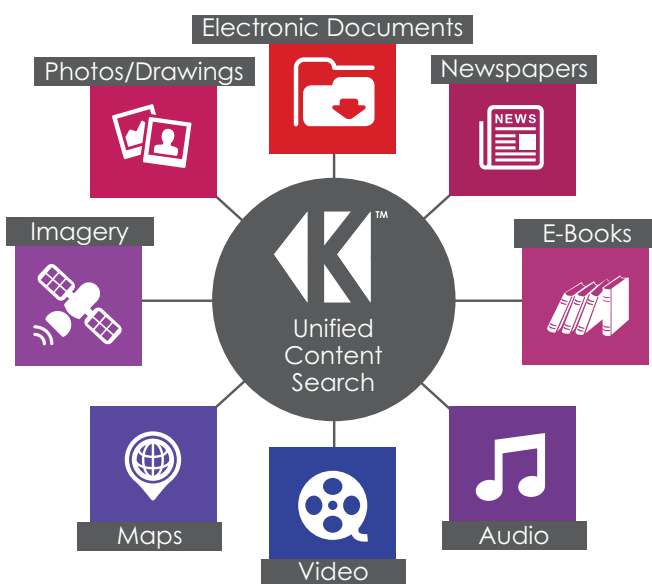 Electronic Documents
Photos/Drawings
Newspapers
NEWS
Imagery
E-Books
K™
Unified
Content
Search
Maps
Audio
Video